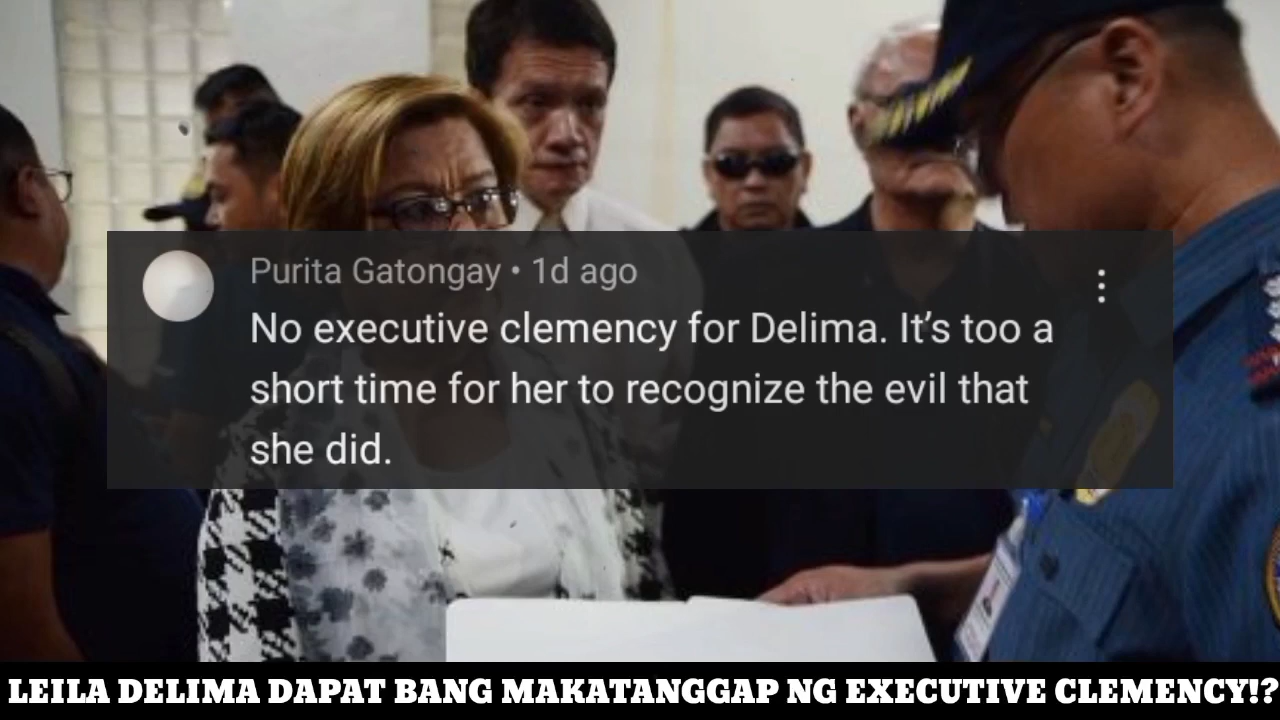 Purita Gatongay • 1d ago
No executive clemency for Delima. It’s too a
short time for her to recognize the evil that
she did.
LEILA DELIMA DAPAT BANG MAKATANGGAP NG EXECUTIVE CLEMENCY!?